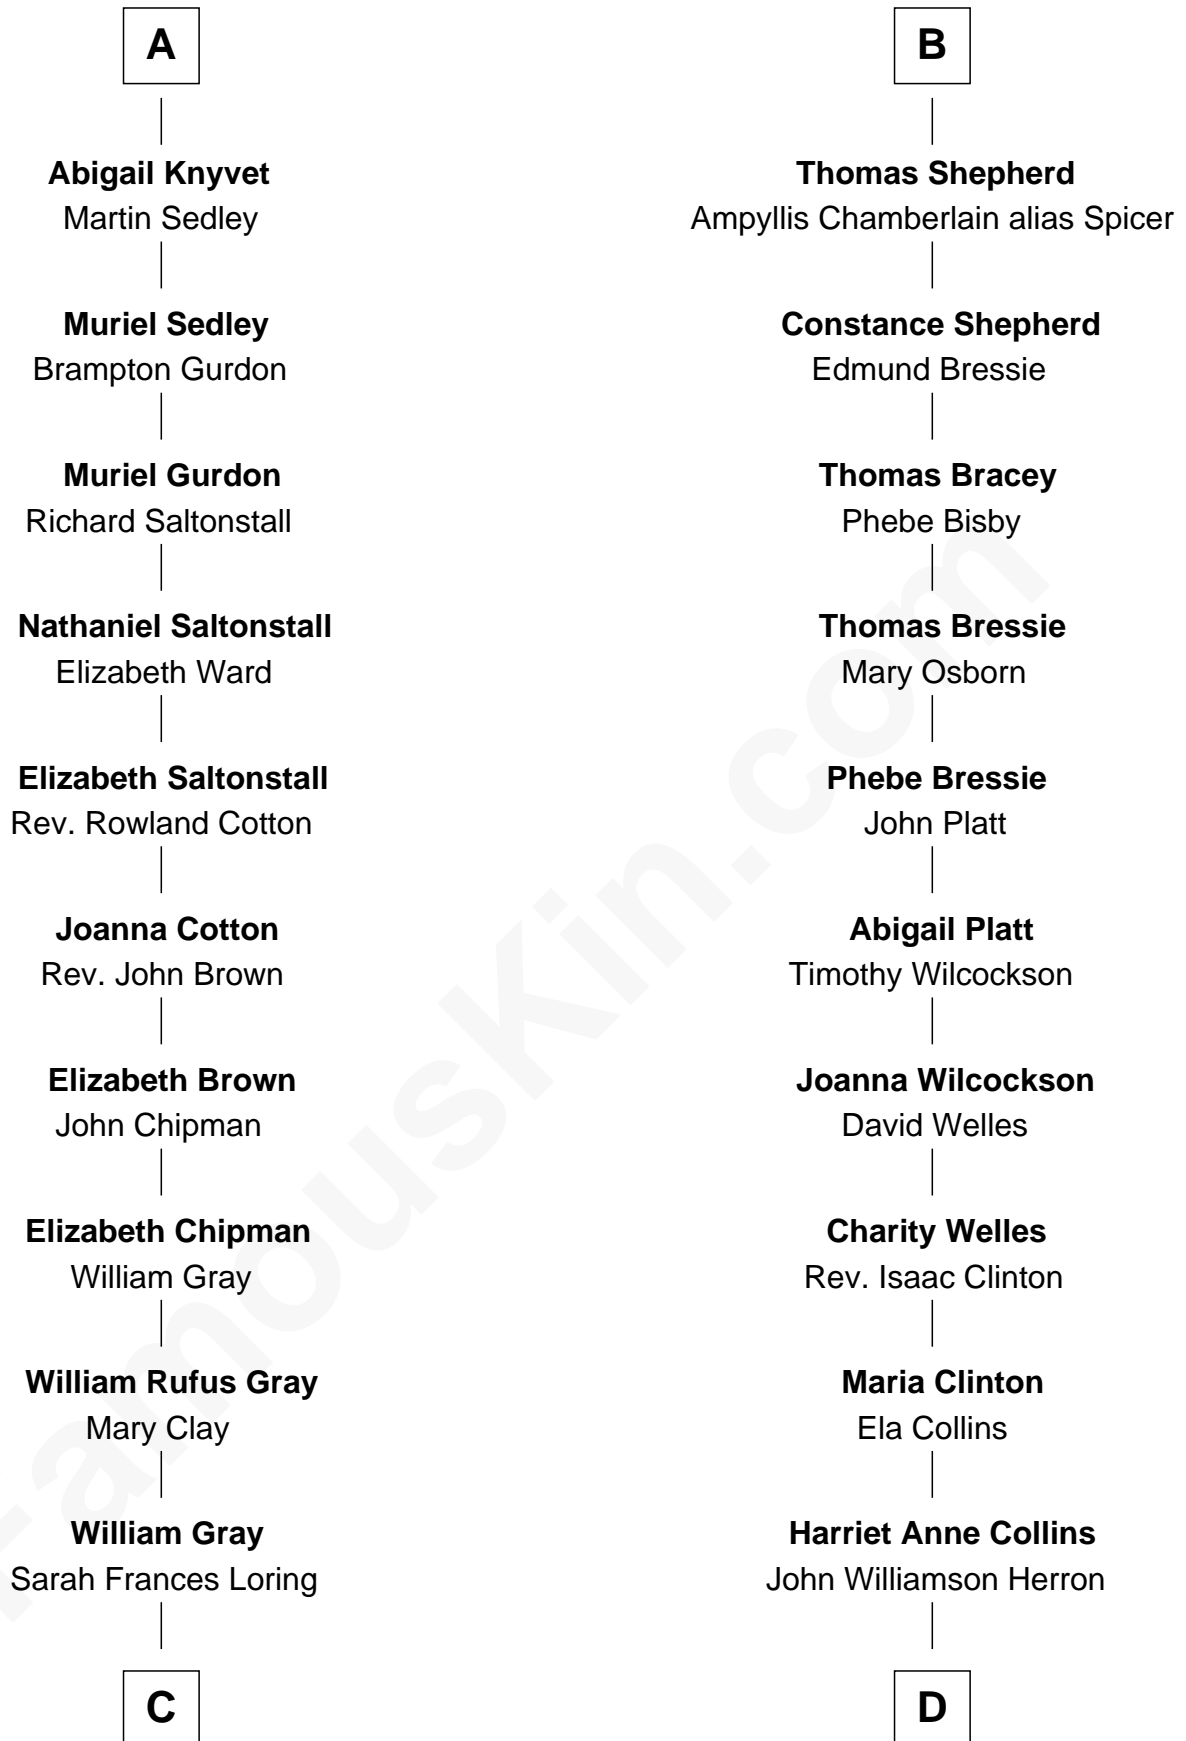 A
Abigail Knyvet
Martin Sedley
Muriel Sedley
Brampton Gurdon
Muriel Gurdon
Richard Saltonstall
Nathaniel Saltonstall
Elizabeth Ward
Elizabeth Saltonstall
Rev. Rowland Cotton
Joanna Cotton
Rev. John Brown
Elizabeth Brown
John Chipman
Elizabeth Chipman
William Gray
William Rufus Gray
Mary Clay
William Gray
Sarah Frances Loring
C
B
Thomas Shepherd
Ampyllis Chamberlain alias Spicer
Constance Shepherd
Edmund Bressie
Thomas Bracey
Phebe Bisby
Thomas Bressie
Mary Osborn
Phebe Bressie
John Platt
Abigail Platt
Timothy Wilcockson
Joanna Wilcockson
David Welles
Charity Welles
Rev. Isaac Clinton
Maria Clinton
Ela Collins
Harriet Anne Collins
John Williamson Herron
D
FamousKin.com